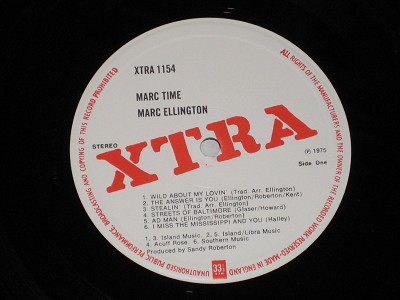 ALL RIGHTS OF THE MANUFACTURERS AND THE OWNER OF THE RECORDED WORK RESERVED-MADE IN ENGLAND
UNAUTHORISED PUBLIC PERFORMANCE, BROADCASTING AND COPYING OF THIS RECORD PROHIBITED
XTRA 1154
MARC TIME
MARC ELLINGTON
STEREO
XTRA
℗ 1975
Side One
1. WILD ABOUT MY LOVIN' (Trad. Arr. Ellington)
2. THE ANSWER IS YOU (Ellington/Roberton/Kent)
3. STEALIN' (Trad. Arr. Ellington)
4. STREETS OF BALTIMORE (Glaser/Howard)
5. AD MAN (Ellington/Roberton)
6. I MISS THE MISSISSIPPI AND YOU (Halley)
1, 3. Island Music. 2, 5. Island/Libra Music
4. Acuff Rose. 6. Southern Music
Produced by Sandy Roberton
33⅓